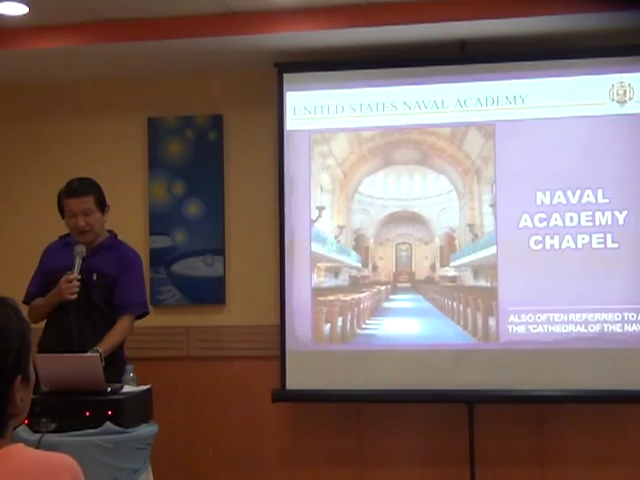 UNITED STATES NAVAL ACADEMY
NAVAL
ACADEMY
CHAPEL
ALSO OFTEN REFERRED TO
THE "CATHEDRAL OF THE